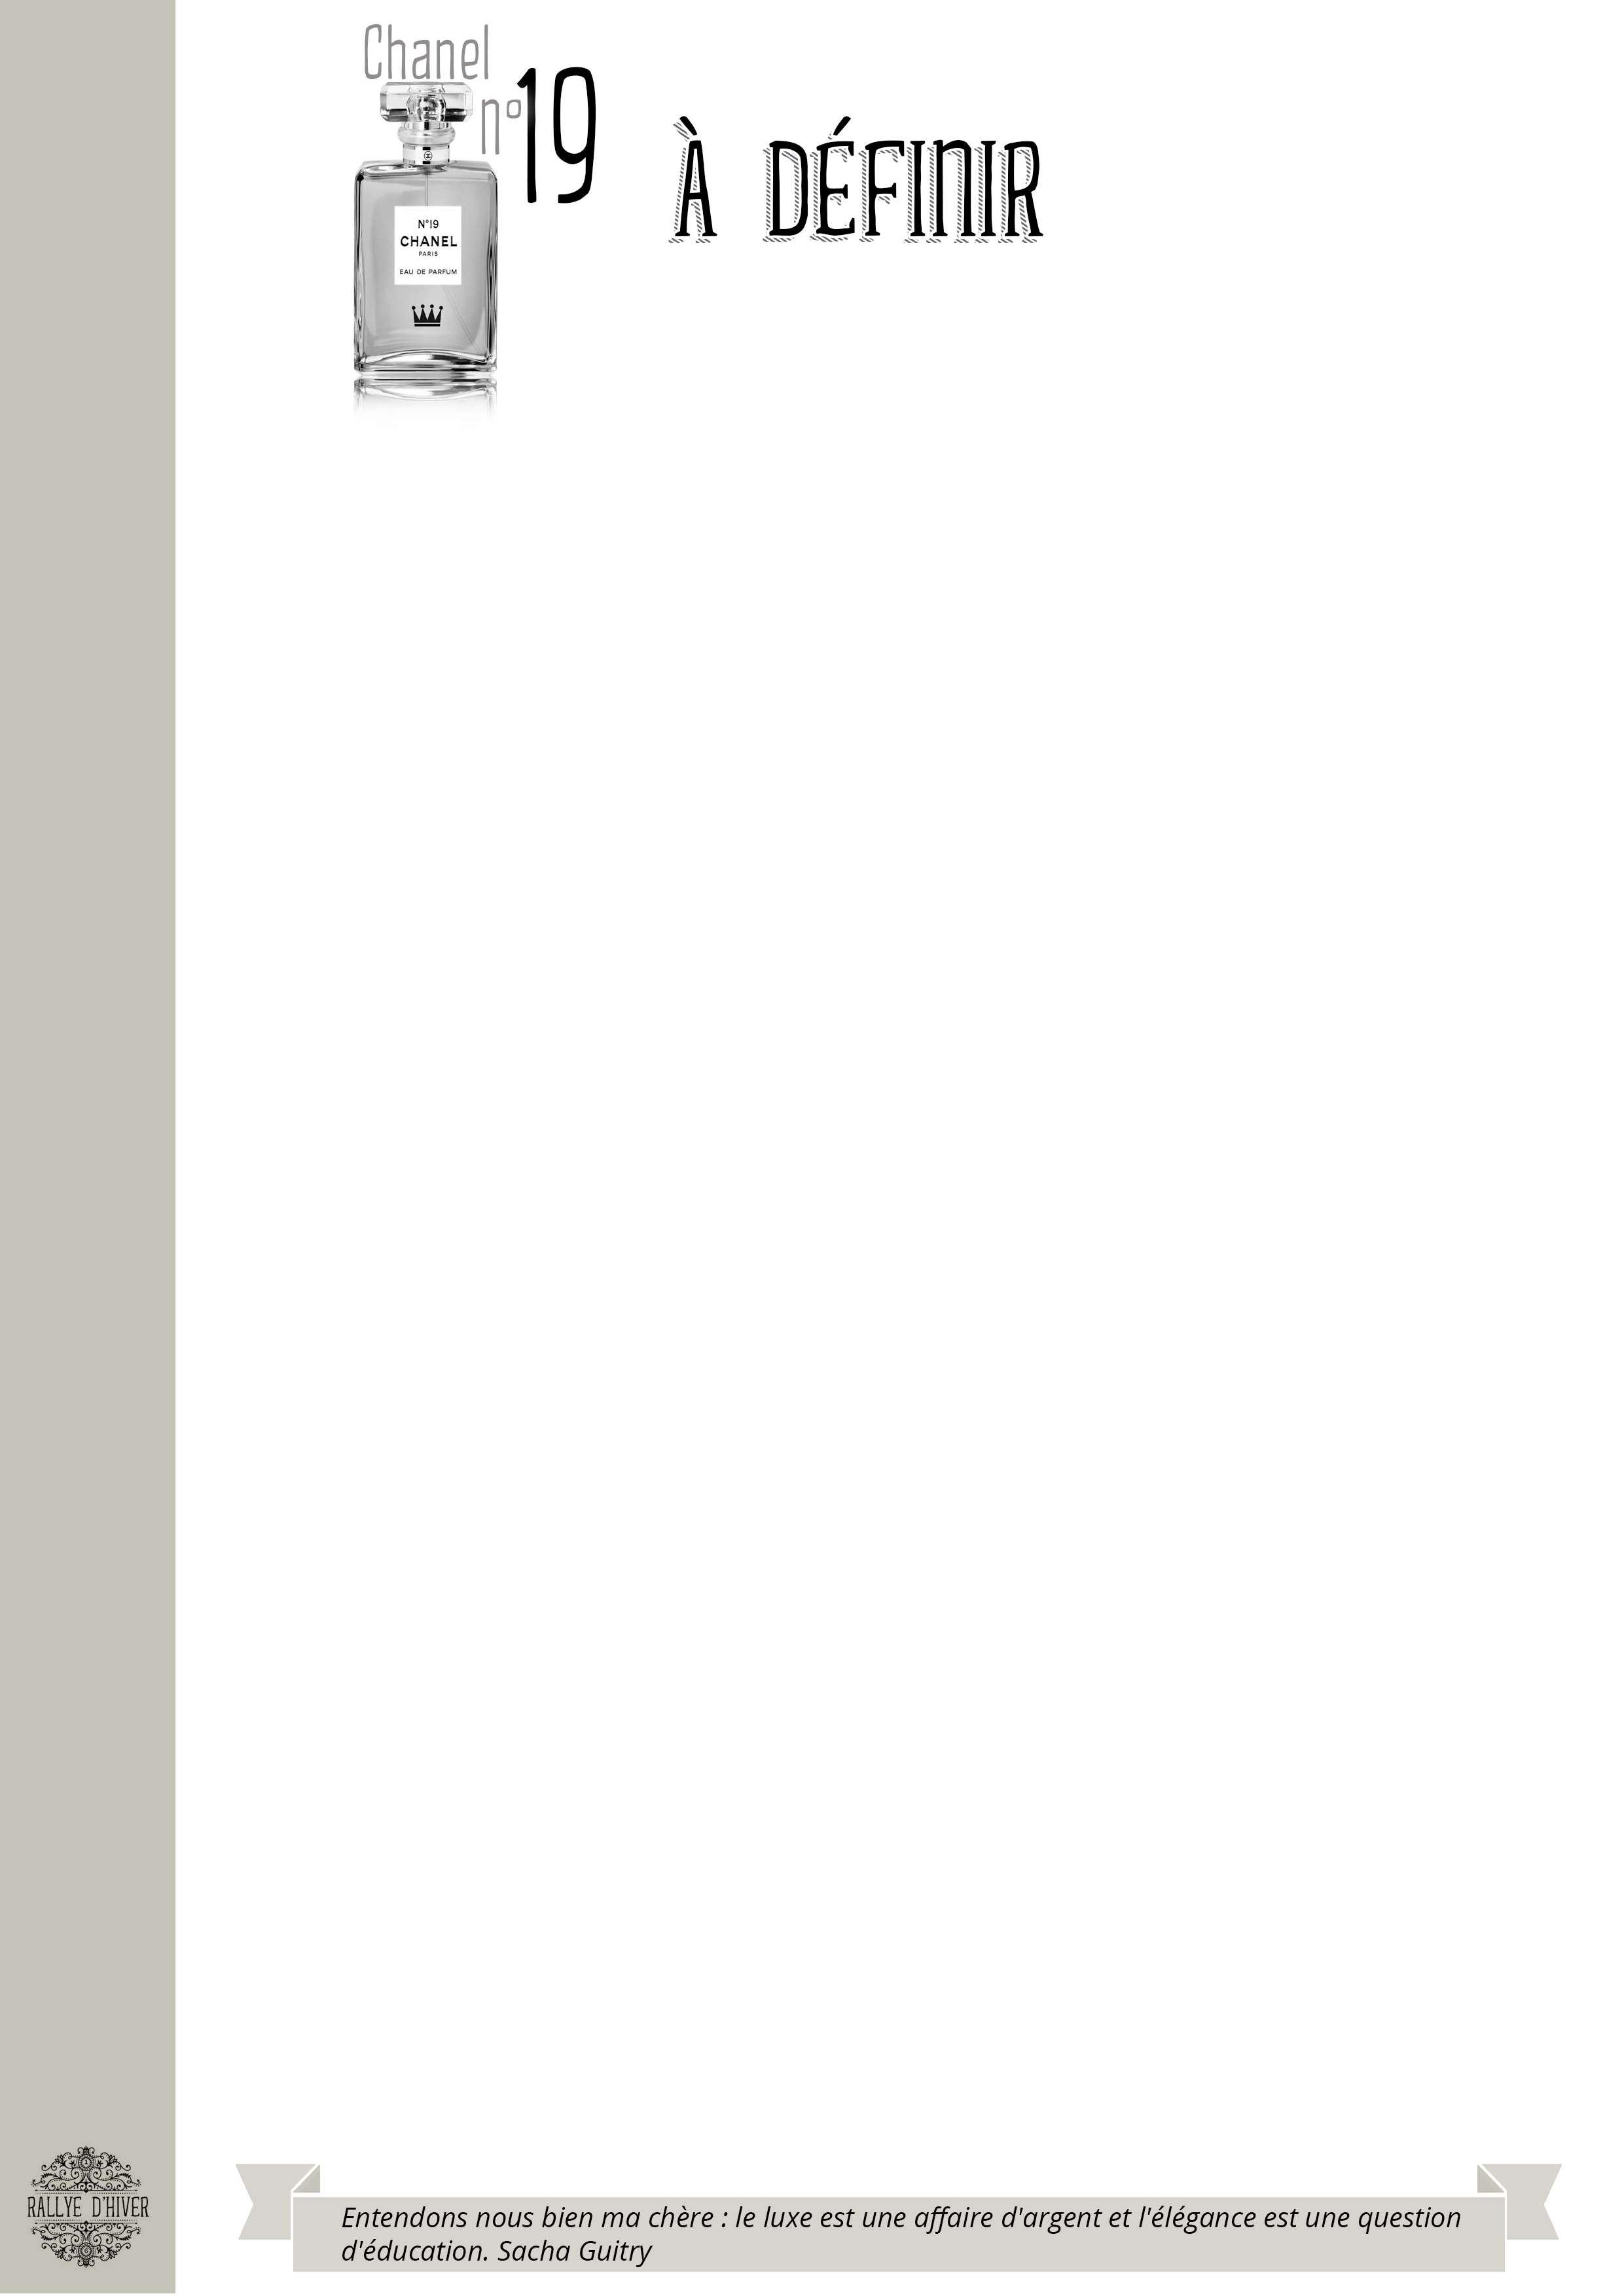 Chanel
n°19
À DÉFINIR
N°19
CHANEL
PARIS
EAU DE PARFUM
RALLYE D'HIVER
Entendons nous bien ma chère : le luxe est une affaire d'argent et l'élégance est une question
d'éducation. Sacha Guitry